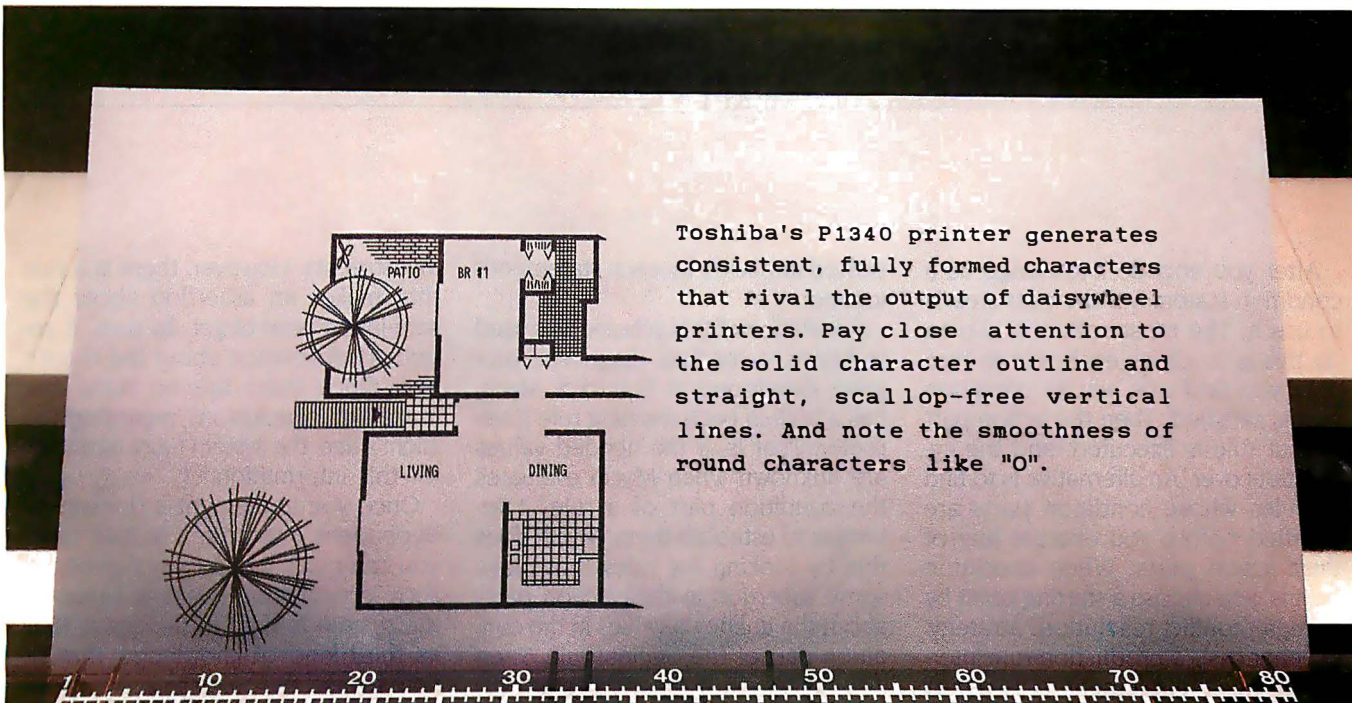 Toshiba's P1340 printer generates
consistent, fully formed characters
that rival the output of daisywheel
printers. Pay close attention to
the solid character outline and
straight, scallop-free vertical
lines. And note the smoothness of
round characters like "O".
PATIO BR #1
LIVING DINING
1 10 20 30 40 50 60 70 80